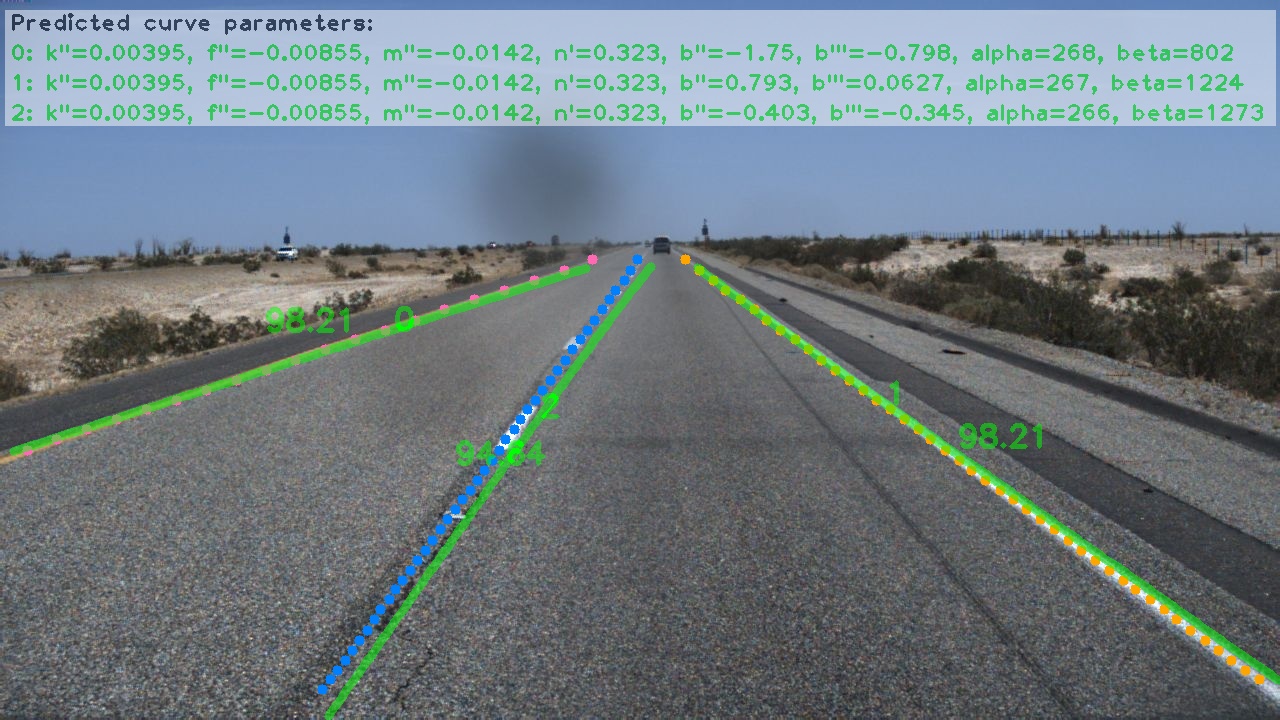 Predicted curve parameters:
0: k''=0.00395, f''=-0.00855, m''=-0.0142, n'=0.323, b''=-1.75, b'''=-0.798, alpha=268, beta=802
1: k''=0.00395, f''=-0.00855, m''=-0.0142, n'=0.323, b''=0.793, b'''=0.0627, alpha=267, beta=1224
2: k''=0.00395, f''=-0.00855, m''=-0.0142, n'=0.323, b''=-0.403, b'''=-0.345, alpha=266, beta=1273
98.21 0
1
2
98.21